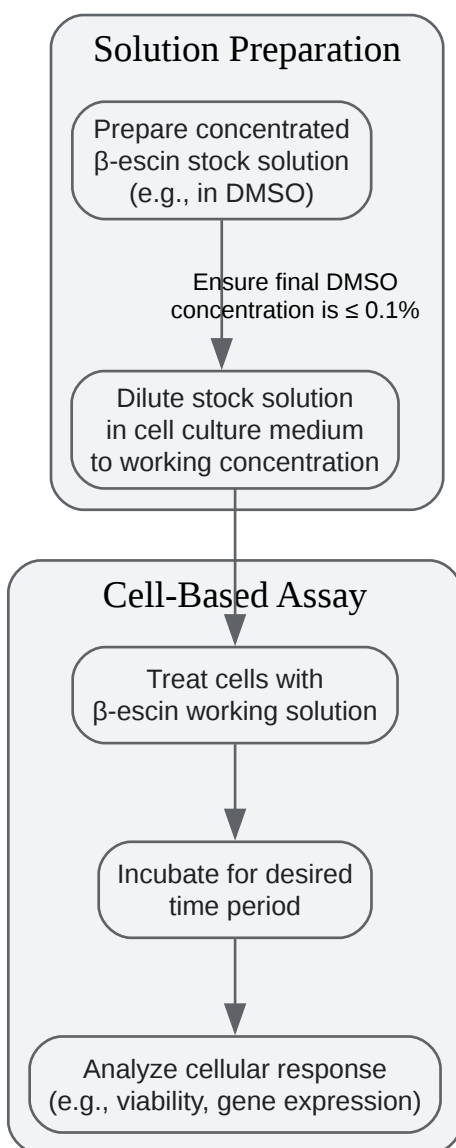 Solution Preparation
Prepare concentrated
β-escin stock solution
(e.g., in DMSO)
Ensure final DMSO
concentration is ≤ 0.1%
Dilute stock solution
in cell culture medium
to working concentration
Cell-Based Assay
Treat cells with
β-escin working solution
Incubate for desired
time period
Analyze cellular response
(e.g., viability, gene expression)